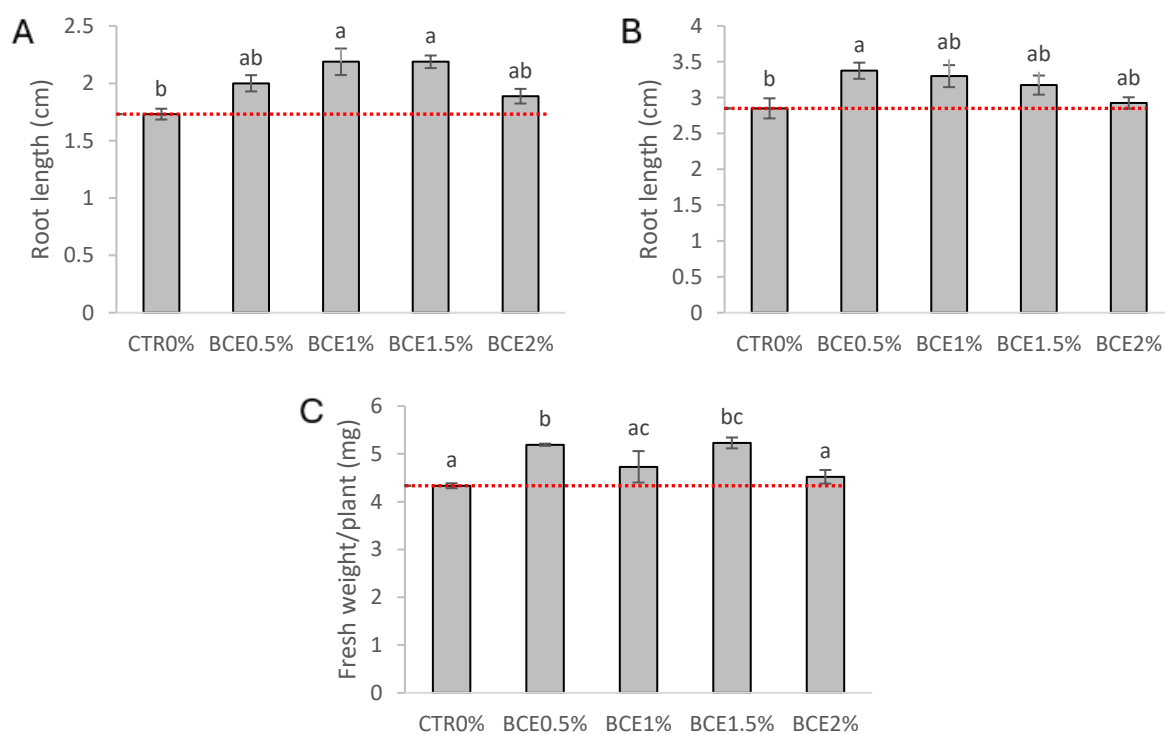 A
Root length (cm)
2.5
2
1.5
1
0.5
0
b
ab
a
a
ab
CTR0% BCE0.5% BCE1% BCE1.5% BCE2%
B
Root length (cm)
4
3.5
3
2.5
2
1.5
1
0.5
0
b
a
ab
ab
ab
CTR0% BCE0.5% BCE1% BCE1.5% BCE2%
C
Fresh weight/plant (mg)
6
5
4
3
2
1
0
a
b
ac
bc
a
CTR0% BCE0.5% BCE1% BCE1.5% BCE2%